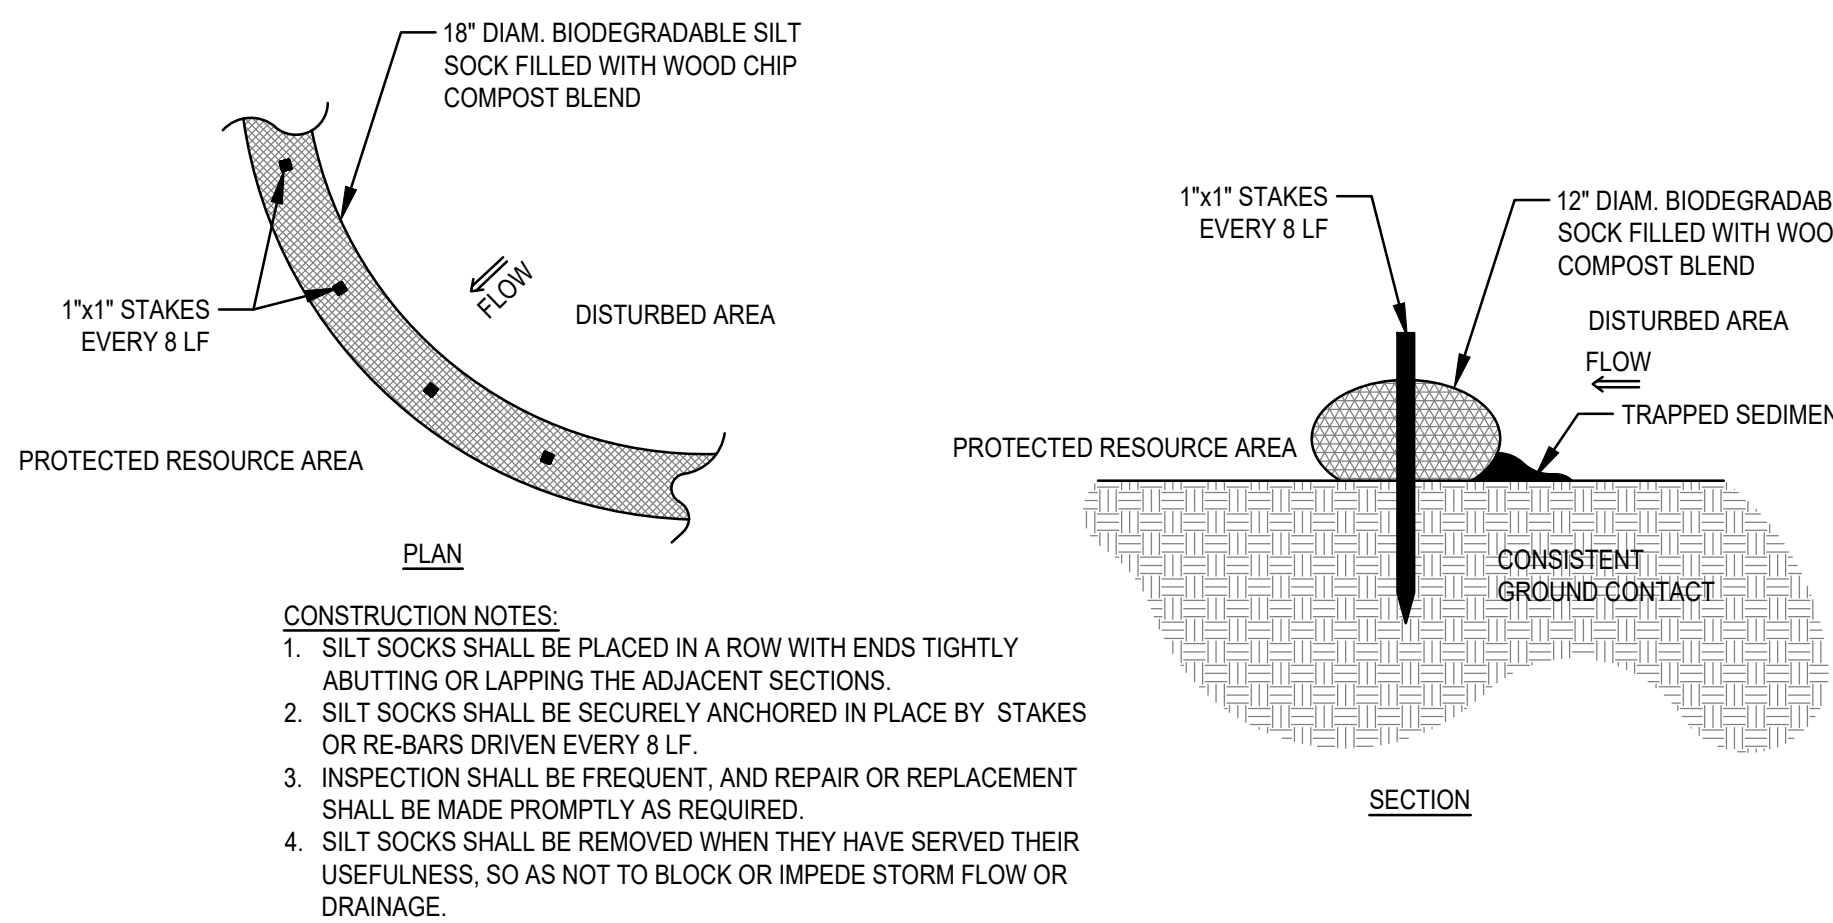 18" DIAM. BIODEGRADABLE SILT
SOCK FILLED WITH WOOD CHIP
COMPOST BLEND
1"x1" STAKES
EVERY 8 LF
FLOW
DISTURBED AREA
PROTECTED RESOURCE AREA
PLAN
CONSTRUCTION NOTES:
1. SILT SOCKS SHALL BE PLACED IN A ROW WITH ENDS TIGHTLY
ABUTTING OR LAPPING THE ADJACENT SECTIONS.
2. SILT SOCKS SHALL BE SECURELY ANCHORED IN PLACE BY STAKES
OR RE-BARS DRIVEN EVERY 8 LF.
3. INSPECTION SHALL BE FREQUENT, AND REPAIR OR REPLACEMENT
SHALL BE MADE PROMPTLY AS REQUIRED.
4. SILT SOCKS SHALL BE REMOVED WHEN THEY HAVE SERVED THEIR
USEFULNESS, SO AS NOT TO BLOCK OR IMPEDE STORM FLOW OR
DRAINAGE.
1"x1" STAKES
EVERY 8 LF
12" DIAM. BIODEGRADAB
SOCK FILLED WITH WOO
COMPOST BLEND
DISTURBED AREA
FLOW
TRAPPED SEDIMEN
PROTECTED RESOURCE AREA
CONSISTENT
GROUND CONTACT
SECTION